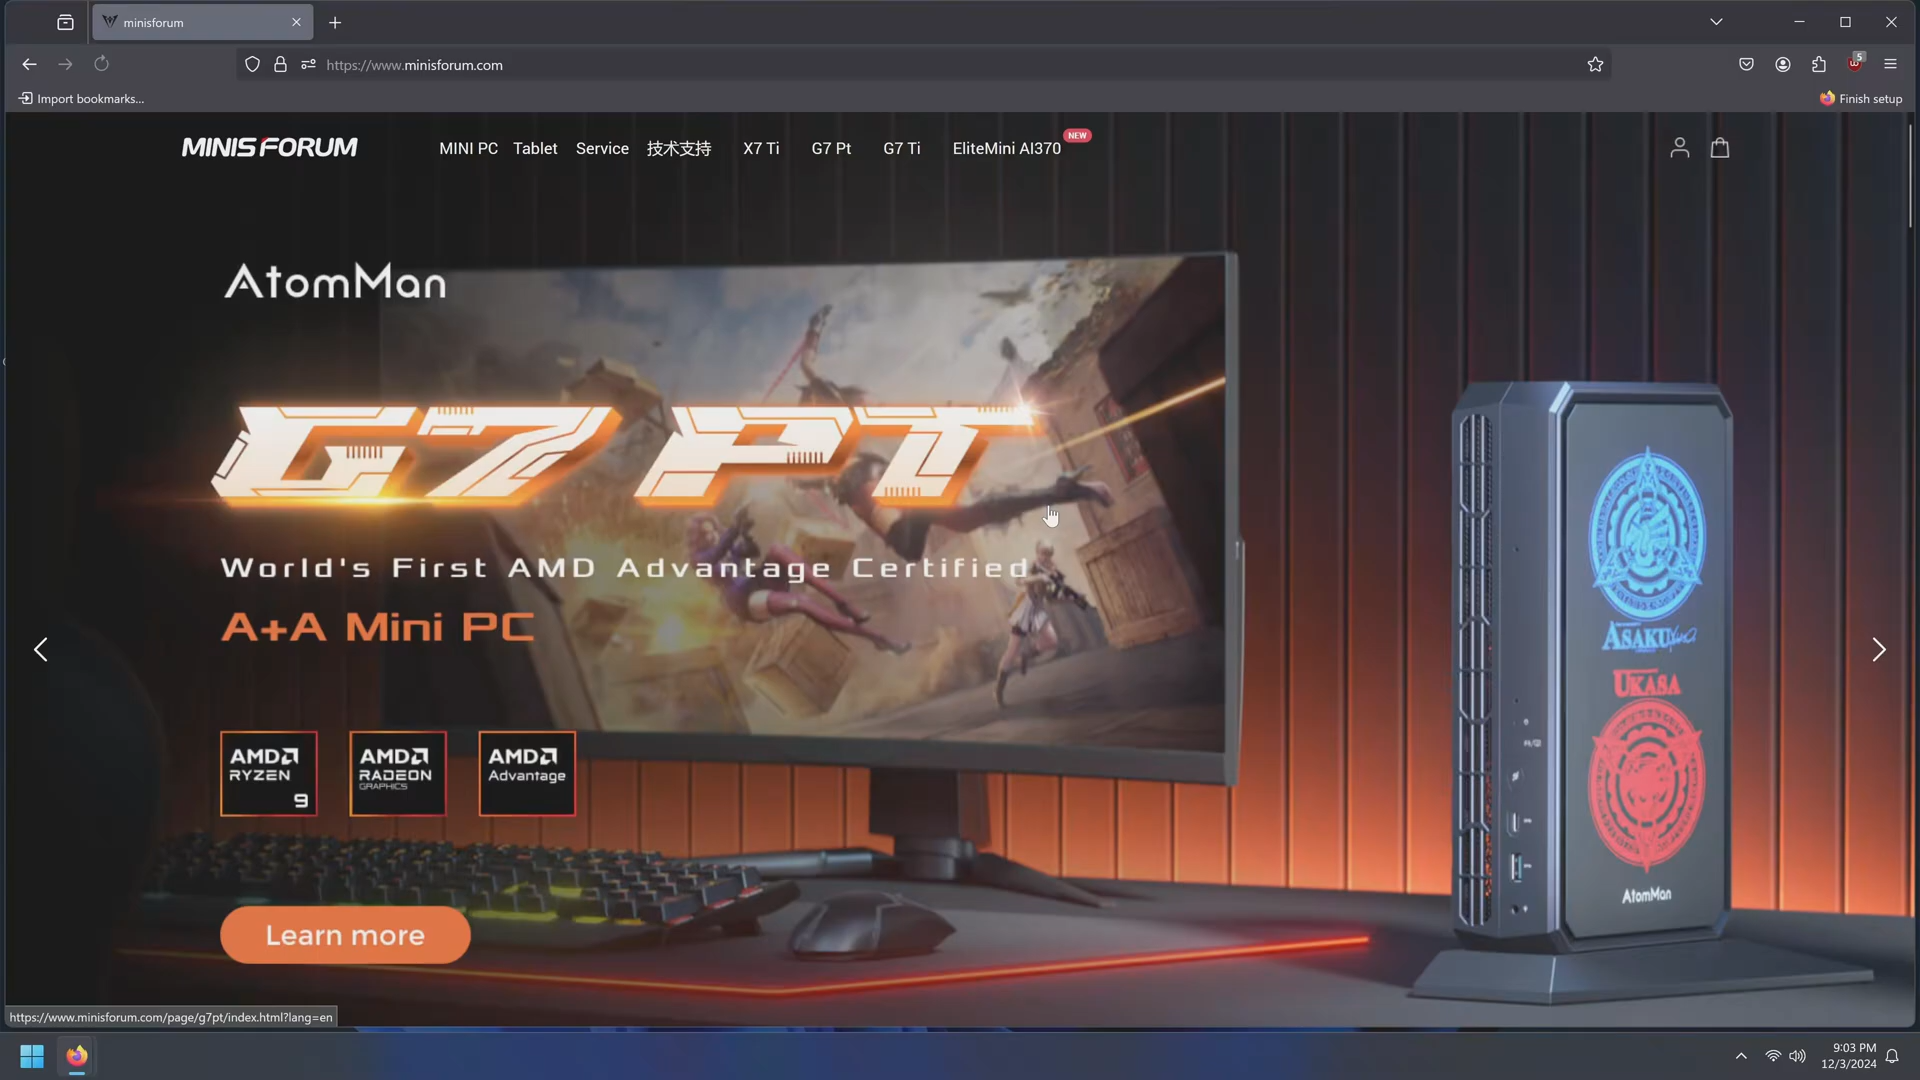 minisforum
5
https://www.minisforum.com
Import bookmarks...
Finish setup
MINISFORUM
MINI PC
Tablet
Service
技术支持
X7 Ti
G7 Pt
G7 Ti
EliteMini AI370
NEW
AtomMan
G7 PT
World's First AMD Advantage Certified
A+A Mini PC
AMD RYZEN 9
AMD RADEON GRAPHICS
AMD Advantage
Learn more
UKASA
AtomMan
https://www.minisforum.com/page/g7pt/index.html?lang=en
9:03 PM
12/3/2024